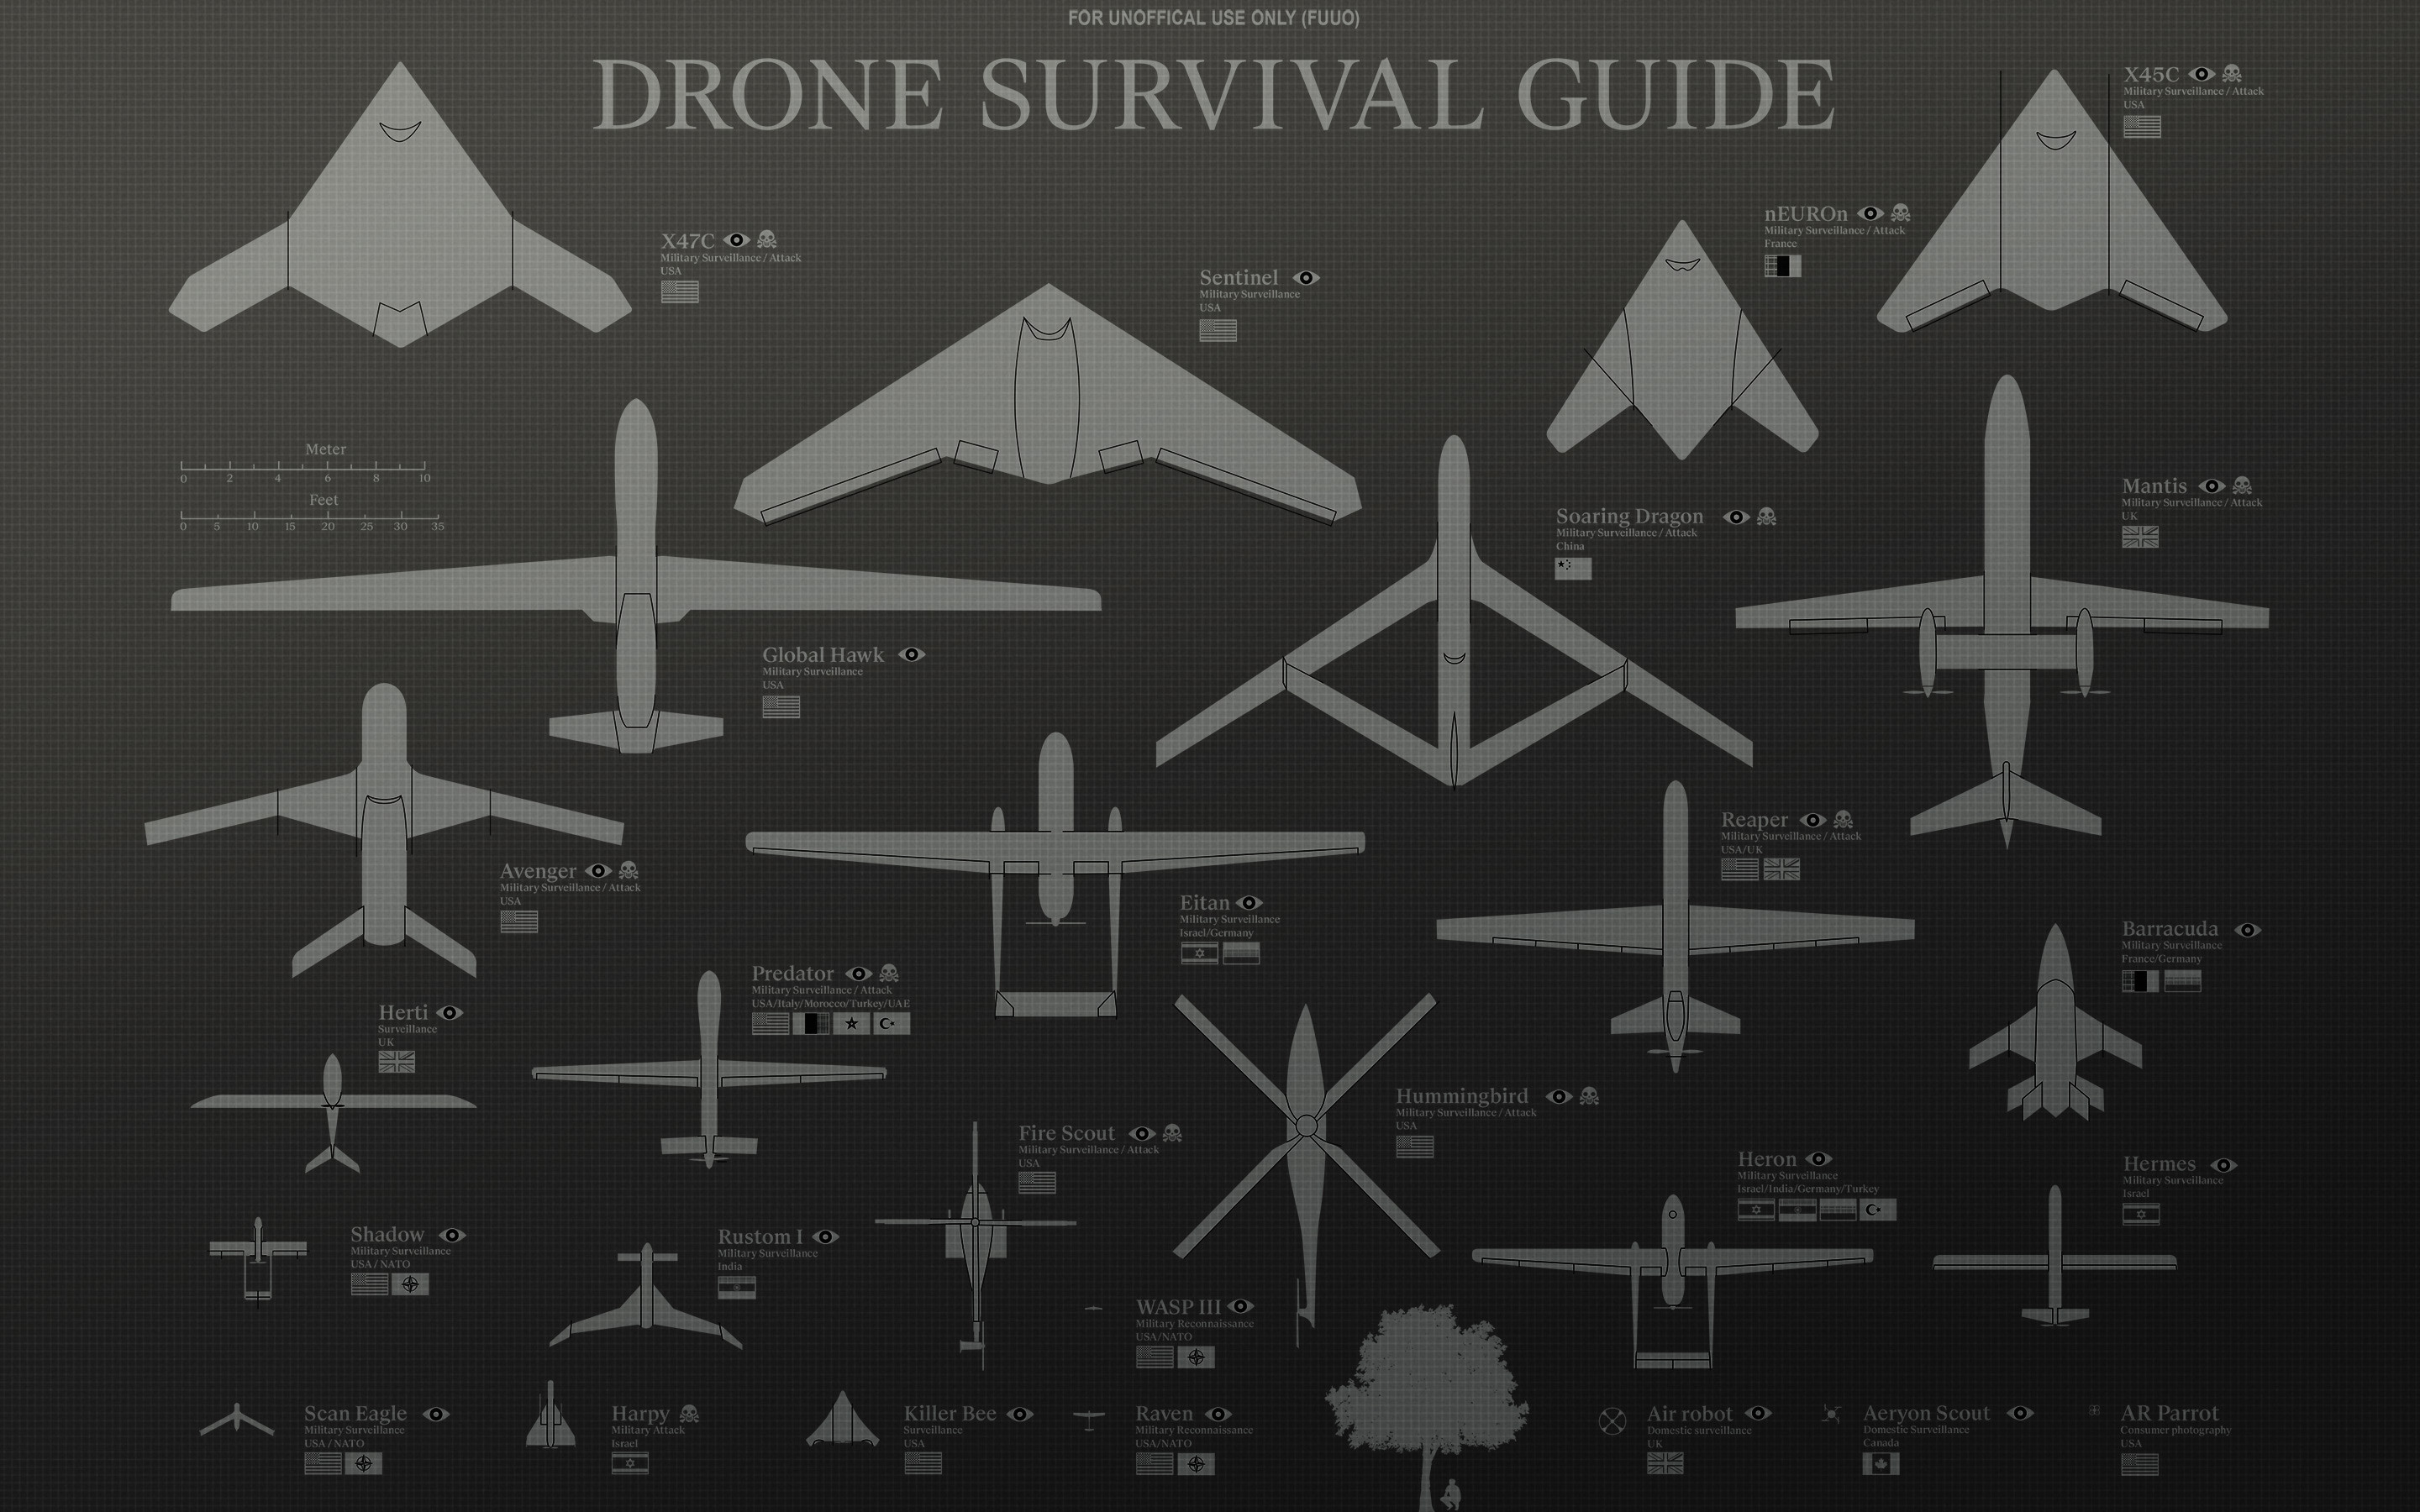 FOR UNOFFICAL USE ONLY (FUUO)
DRONE SURVIVAL GUIDE
X45C
Military Surveillance / Attack
USA
nEUROn
Military Surveillance / Attack
France
X47C
Military Surveillance / Attack
USA
Sentinel
Military Surveillance
USA
Meter
0 2 4 6 8 10
Feet
0 5 10 15 20 25 30 35
Mantis
Military Surveillance / Attack
UK
Soaring Dragon
Military Surveillance / Attack
China
Global Hawk
Military Surveillance
USA
Reaper
Military Surveillance / Attack
USA/UK
Avenger
Military Surveillance / Attack
USA
Eitan
Military Surveillance
Israel/Germany
Barracuda
Military Surveillance
France/Germany
Predator
Military Surveillance / Attack
USA/Italy/Morocco/Turkey/UAE
Herti
Surveillance
UK
Hummingbird
Military Surveillance / Attack
USA
Fire Scout
Military Surveillance / Attack
USA
Heron
Military Surveillance
Israel/India/Germany/Turkey
Hermes
Military Surveillance
Israel
Shadow
Military Surveillance
USA / NATO
Rustom I
Military Surveillance
India
WASP III
Military Reconnaissance
USA/NATO
Scan Eagle
Military Surveillance
USA / NATO
Harpy
Military Attack
Israel
Killer Bee
Surveillance
USA
Raven
Military Reconnaissance
USA/NATO
Air robot
Domestic surveillance
UK
Aeryon Scout
Domestic Surveillance
Canada
AR Parrot
Consumer photography
USA